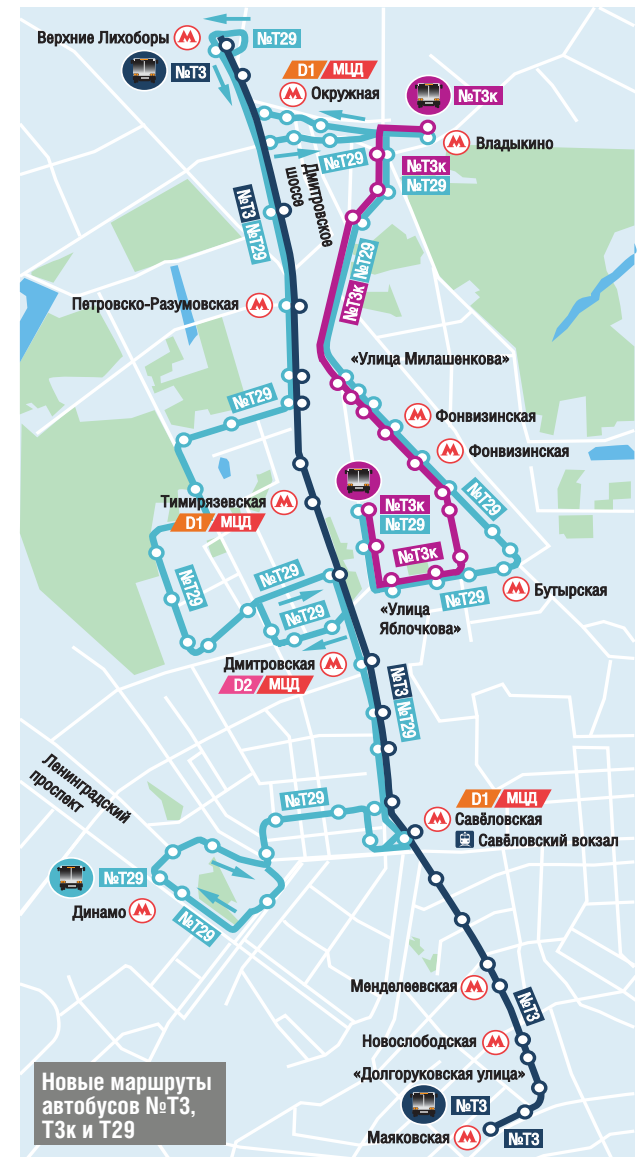 Верхние Лихоборы М
№Т29
№Т3
D1 МЦД
М Окружная
№Т3к
М Владыкино
№Т29
№Т3к
№Т29
Дмитровское
шоссе
№Т3
№Т29
№Т29
№Т3к
Петровско-Разумовская М
«Улица Милашенкова»
№Т29
М Фонвизинская
М Фонвизинская
№Т29
Тимирязевская М
D1 МЦД
№Т3к
№Т29
№Т3к
№Т29
№Т29
№Т29
№Т29
М Бутырская
«Улица
Яблочкова»
Дмитровская М
D2 МЦД
№Т3
№Т29
Ленинградский
проспект
№Т29
D1 МЦД
М Савёловская
Савёловский вокзал
№Т29
Динамо М
№Т29
Менделеевская М
№Т3
Новослободская М
«Долгоруковская улица»
№Т3
Маяковская М
№Т3
Новые маршруты
автобусов №Т3,
Т3к и Т29